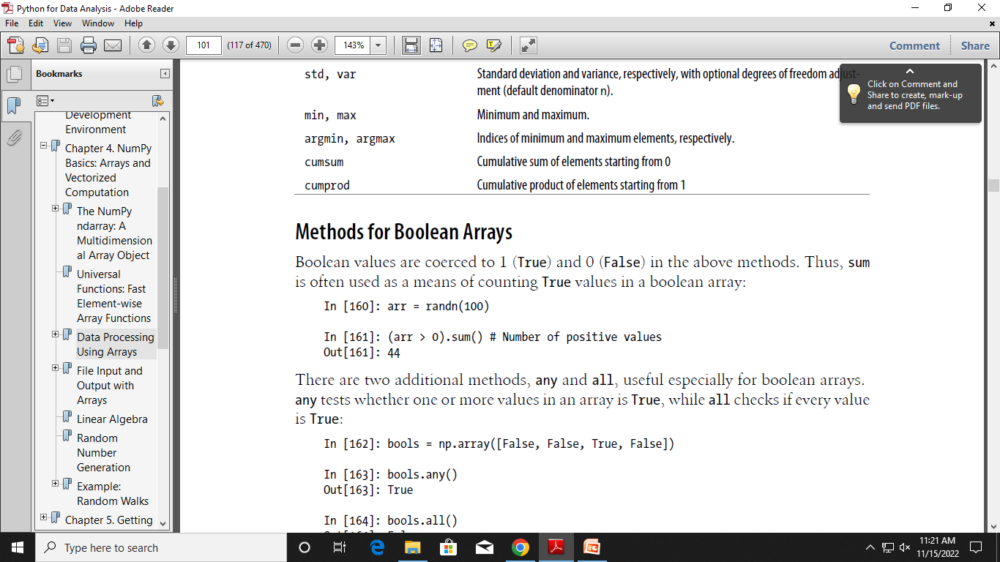 Python for Data Analysis - Adobe Reader
File Edit View Window Help
101 (117 of 470) 143% Comment Share
Bookmarks
Development
Environment
Chapter 4. NumPy
Basics: Arrays and
Vectorized
Computation
The NumPy
ndarray: A
Multidimension
al Array Object
Universal
Functions: Fast
Element-wise
Array Functions
Data Processing
Using Arrays
File Input and
Output with
Arrays
Linear Algebra
Random
Number
Generation
Example:
Random Walks
Chapter 5. Getting
std, var Standard deviation and variance, respectively, with optional degrees of freedom adjust-
ment (default denominator n).
min, max Minimum and maximum.
argmin, argmax Indices of minimum and maximum elements, respectively.
cumsum Cumulative sum of elements starting from 0
cumprod Cumulative product of elements starting from 1
Methods for Boolean Arrays
Boolean values are coerced to 1 (True) and 0 (False) in the above methods. Thus, sum
is often used as a means of counting True values in a boolean array:
In [160]: arr = randn(100)
In [161]: (arr > 0).sum() # Number of positive values
Out[161]: 44
There are two additional methods, any and all, useful especially for boolean arrays.
any tests whether one or more values in an array is True, while all checks if every value
is True:
In [162]: bools = np.array([False, False, True, False])
In [163]: bools.any()
Out[163]: True
In [164]: bools.all()
Click on Comment and
Share to create, mark-up
and send PDF files.
Type here to search
11:21 AM
11/15/2022